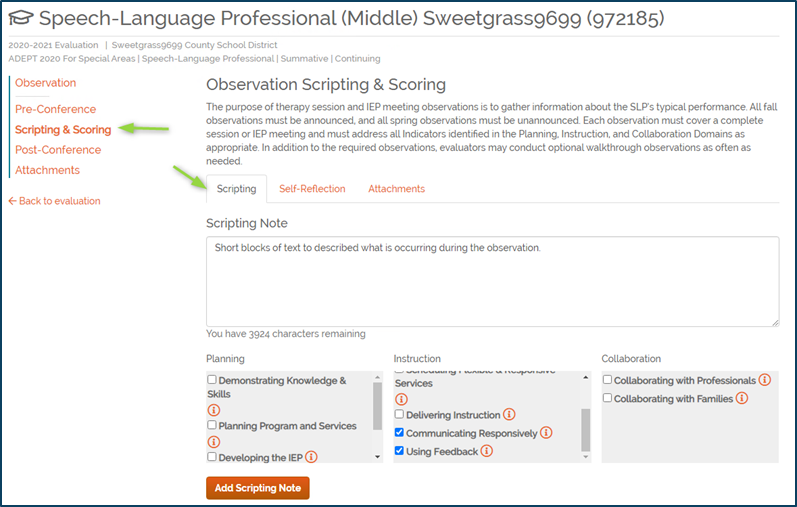 Speech-Language Professional (Middle) Sweetgrass9699 (972185)
2020-2021 Evaluation | Sweetgrass9699 County School District
ADEPT 2020 For Special Areas | Speech-Language Professional | Summative | Continuing
Observation
Pre-Conference
Scripting & Scoring
Post-Conference
Attachments
← Back to evaluation
Observation Scripting & Scoring
The purpose of therapy session and IEP meeting observations is to gather information about the SLP's typical performance. All fall
observations must be announced, and all spring observations must be unannounced. Each observation must cover a complete
session or IEP meeting and must address all Indicators identified in the Planning, Instruction, and Collaboration Domains as
appropriate. In addition to the required observations, evaluators may conduct optional walkthrough observations as often as
needed.
Scripting Self-Reflection Attachments
Scripting Note
Short blocks of text to described what is occurring during the observation.
You have 3924 characters remaining
Planning
Demonstrating Knowledge &
Skills
Planning Program and Services
Developing the IEP
Instruction
Scheduling Flexible & Responsive
Services
Delivering Instruction
Communicating Responsively
Using Feedback
Collaboration
Collaborating with Professionals
Collaborating with Families
Add Scripting Note